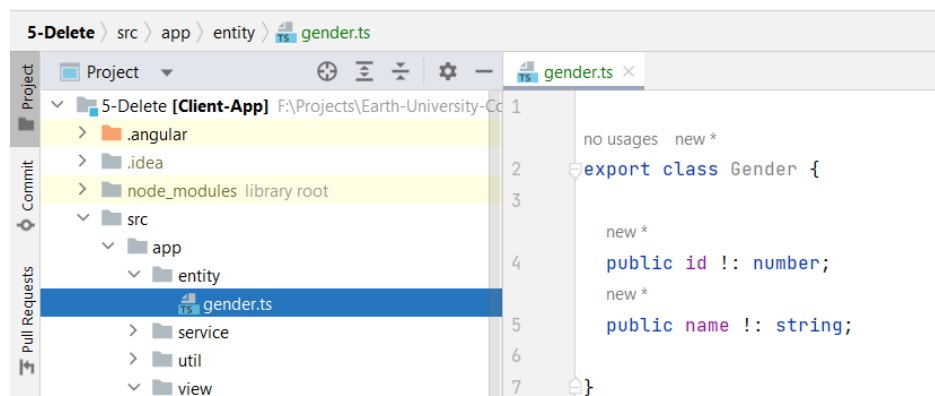 5-Delete 〉 src 〉 app 〉 entity 〉 gender.ts
Project
Commit
Pull Requests
Project
5-Delete [Client-App] F:\Projects\Earth-University-Co
.angular
.idea
node_modules library root
src
app
entity
TS gender.ts
service
util
view
TS gender.ts ×
1
no usages new *
2 export class Gender {
3
new *
4 public id !: number;
new *
5 public name !: string;
6
7 }